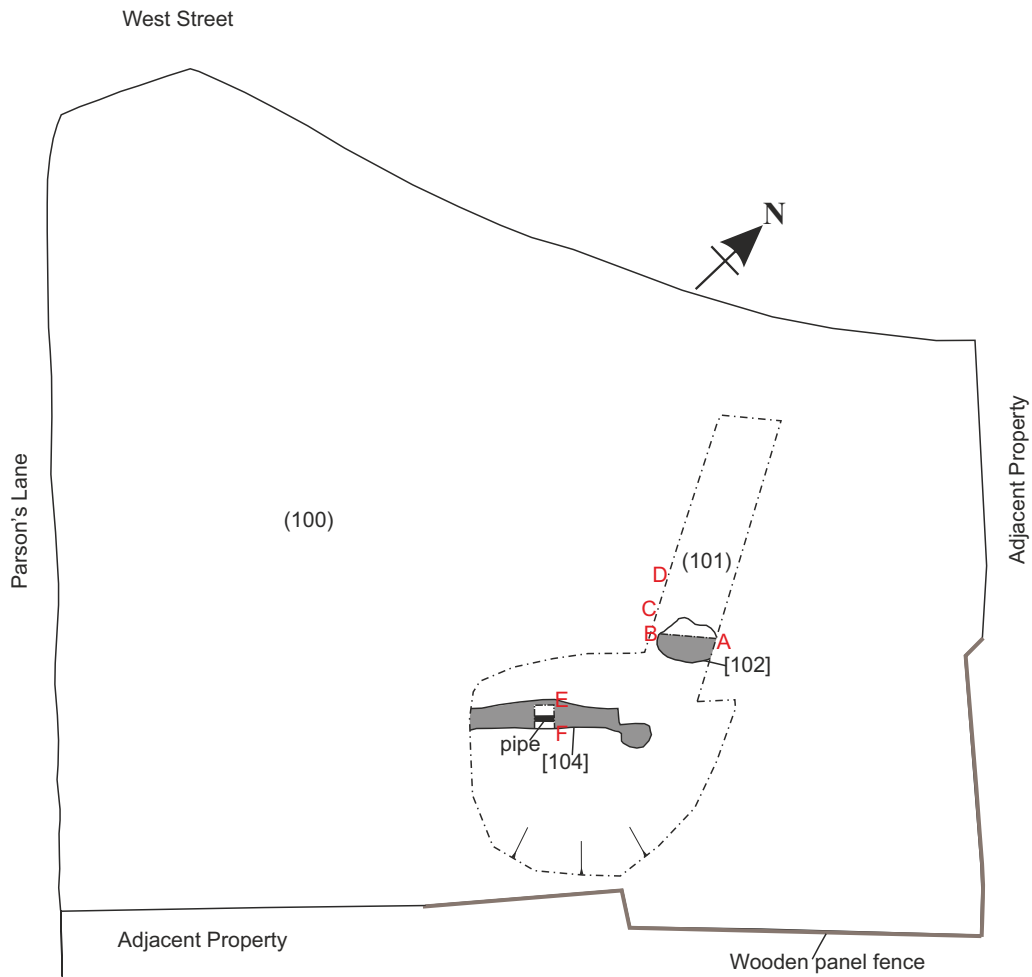 West Street
N
Parson's Lane
Adjacent Property
(100)
(101)
D
C
B
A
[102]
E
F
pipe
[104]
Adjacent Property
Wooden panel fence